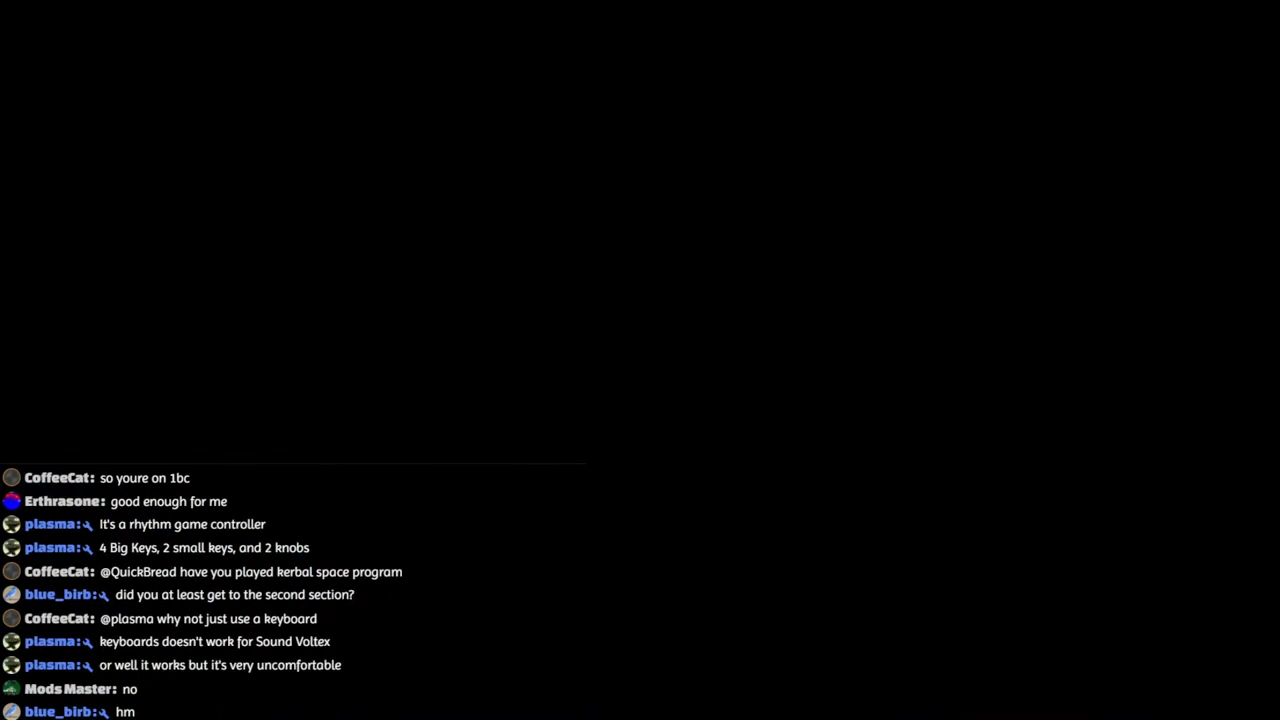 CoffeeCat: so youre on 1bc
Erthrasone: good enough for me
plasma: It's a rhythm game controller
plasma: 4 Big Keys, 2 small keys, and 2 knobs
CoffeeCat: @QuickBread have you played kerbal space program
blue_birb: did you at least get to the second section?
CoffeeCat: @plasma why not just use a keyboard
plasma: keyboards doesn't work for Sound Voltex
plasma: or well it works but it's very uncomfortable
Mods Master: no
blue_birb: hm